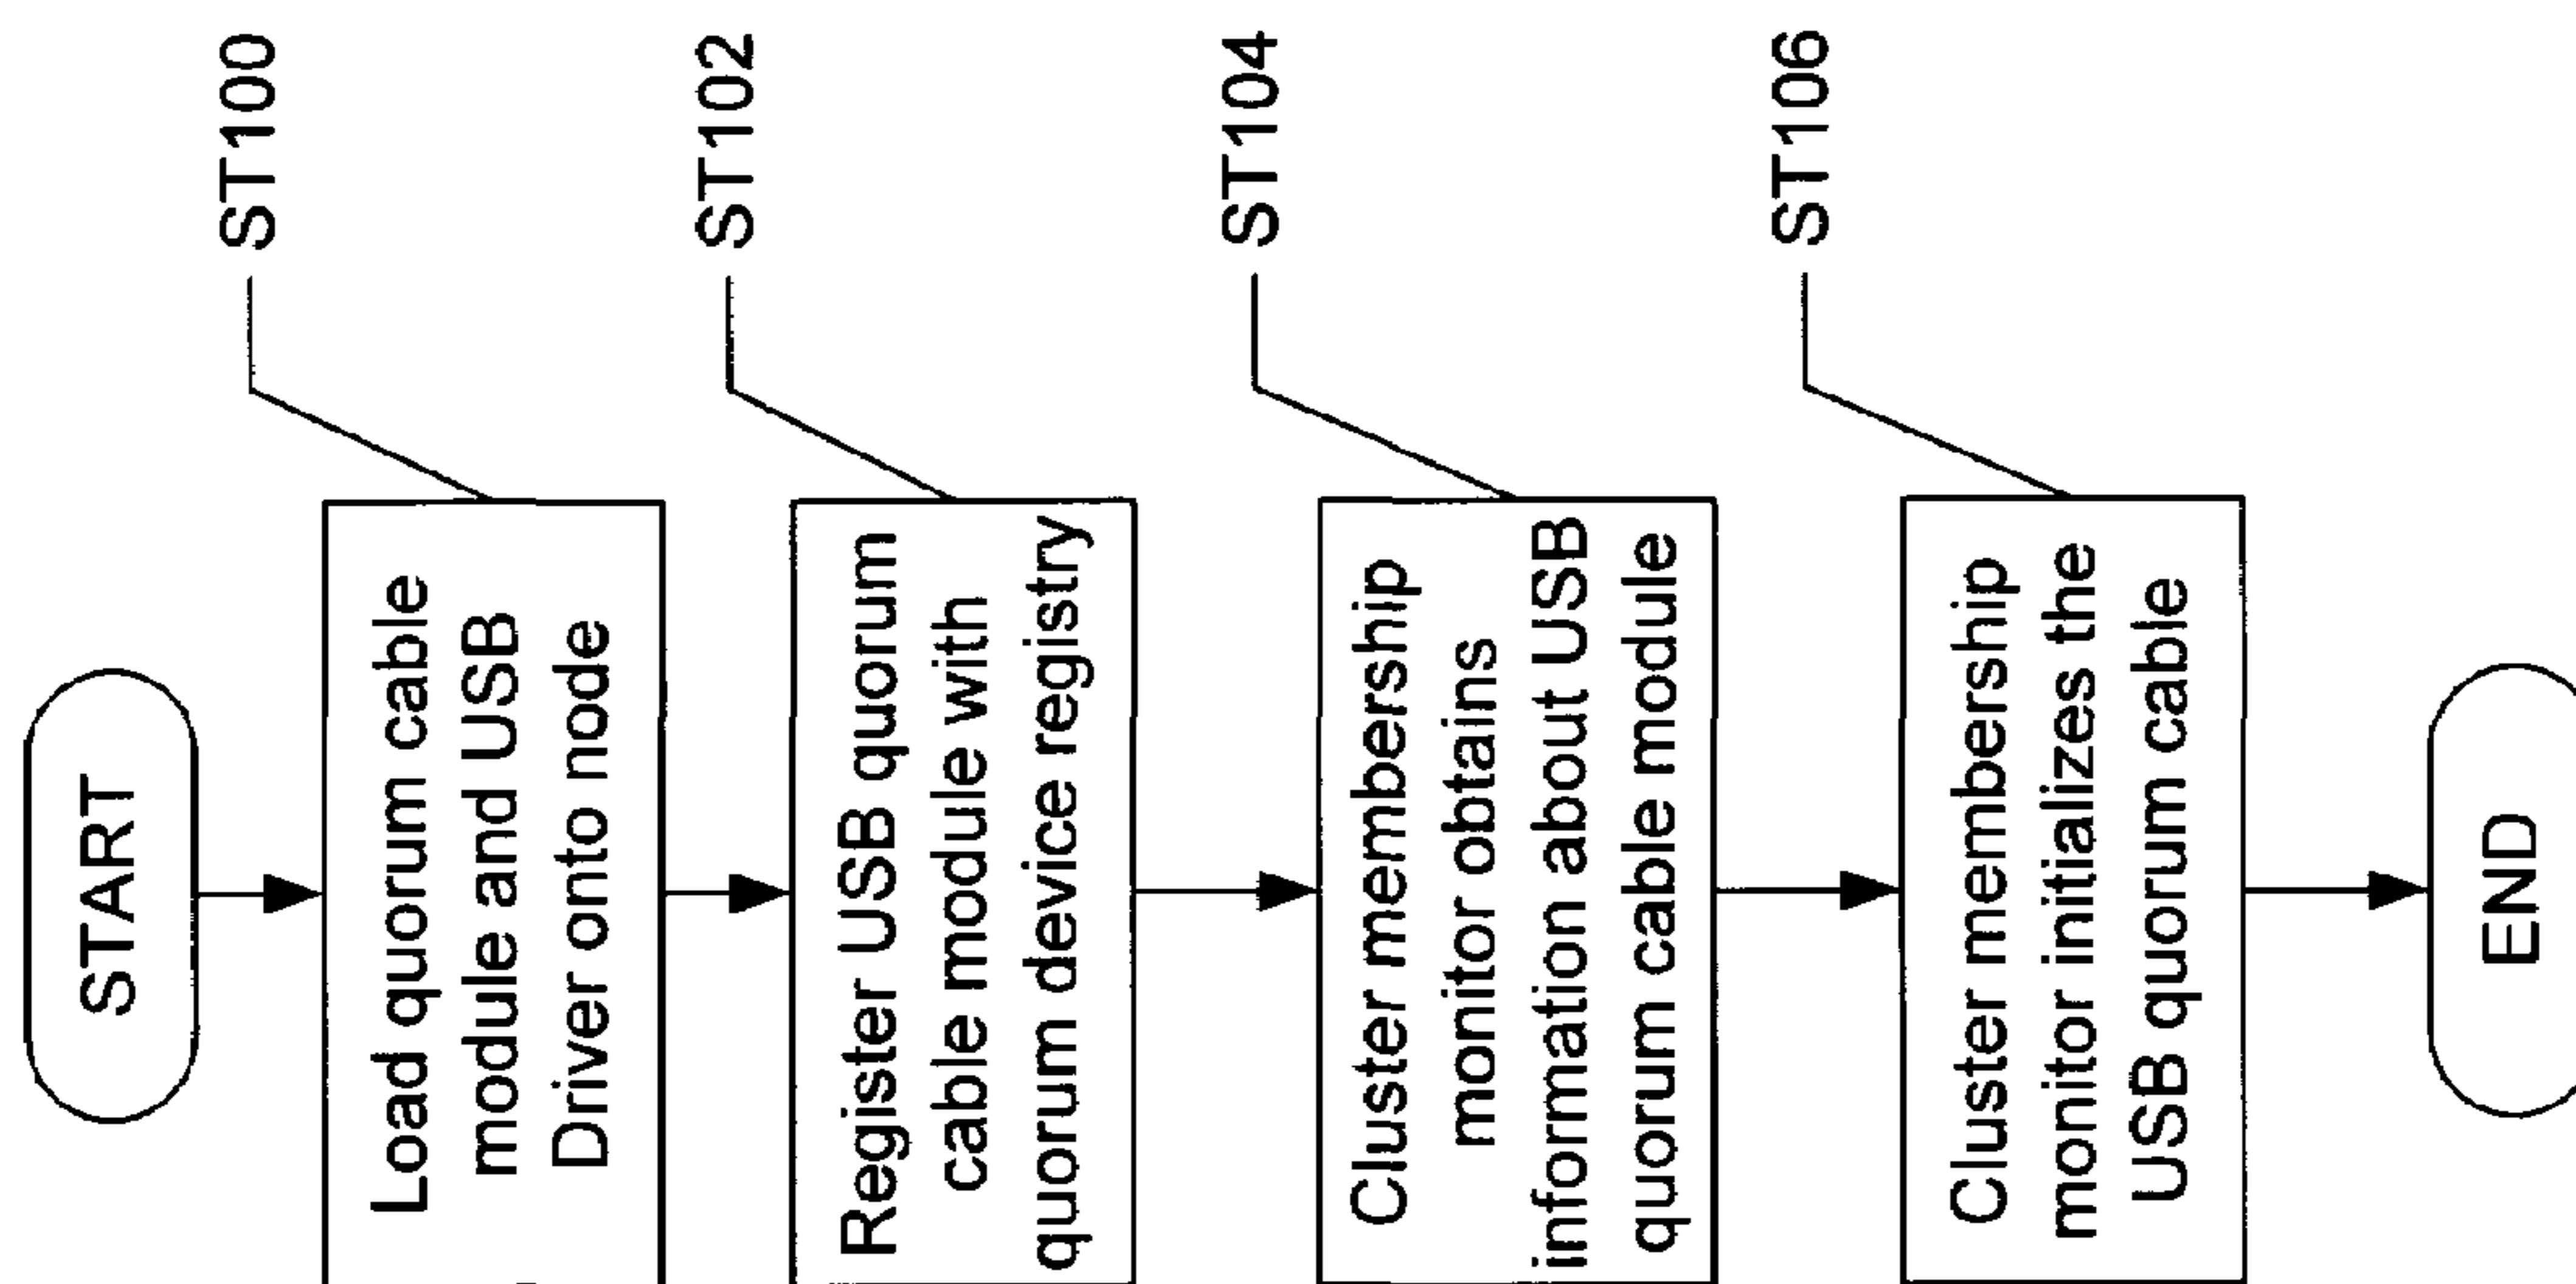 START
ST100
Load quorum cable
module and USB
Driver onto node
ST102
Register USB quorum
cable module with
quorum device registry
ST104
Cluster membership
monitor obtains
information about USB
quorum cable module
ST106
Cluster membership
monitor initializes the
USB quorum cable
END